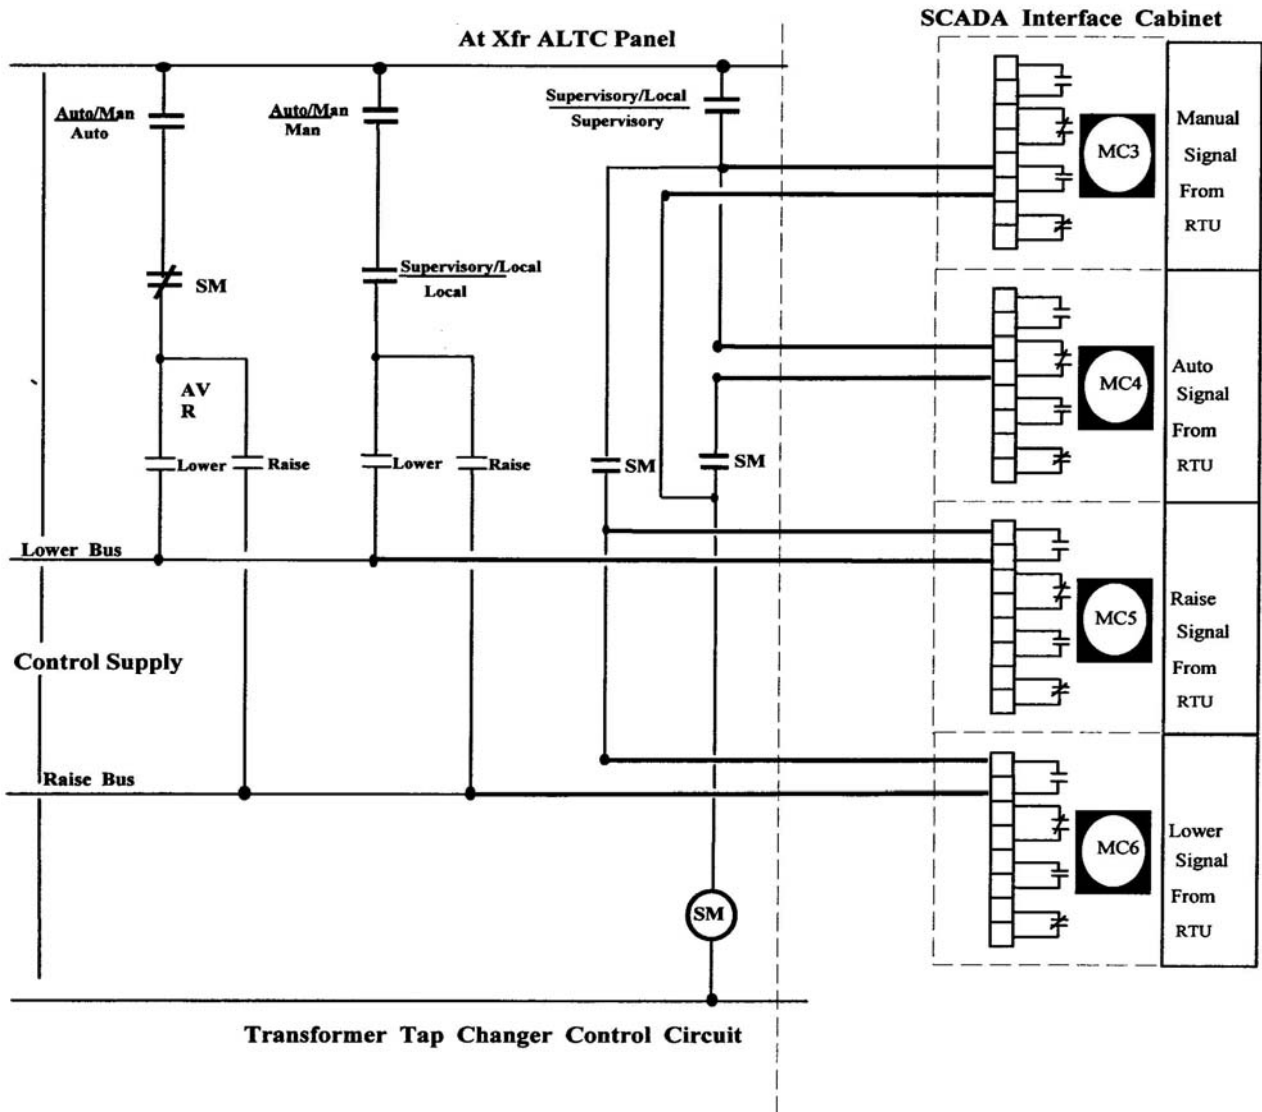 SCADA Interface Cabinet
At Xfr ALTC Panel
Auto/Man
Auto
Auto/Man
Man
Supervisory/Local
Supervisory
MC3
Manual
Signal
From
RTU
SM
Supervisory/Local
Local
AV
R
Lower
Raise
Lower
Raise
SM
SM
MC4
Auto
Signal
From
RTU
Lower Bus
MC5
Raise
Signal
From
RTU
Control Supply
Raise Bus
MC6
Lower
Signal
From
RTU
SM
Transformer Tap Changer Control Circuit